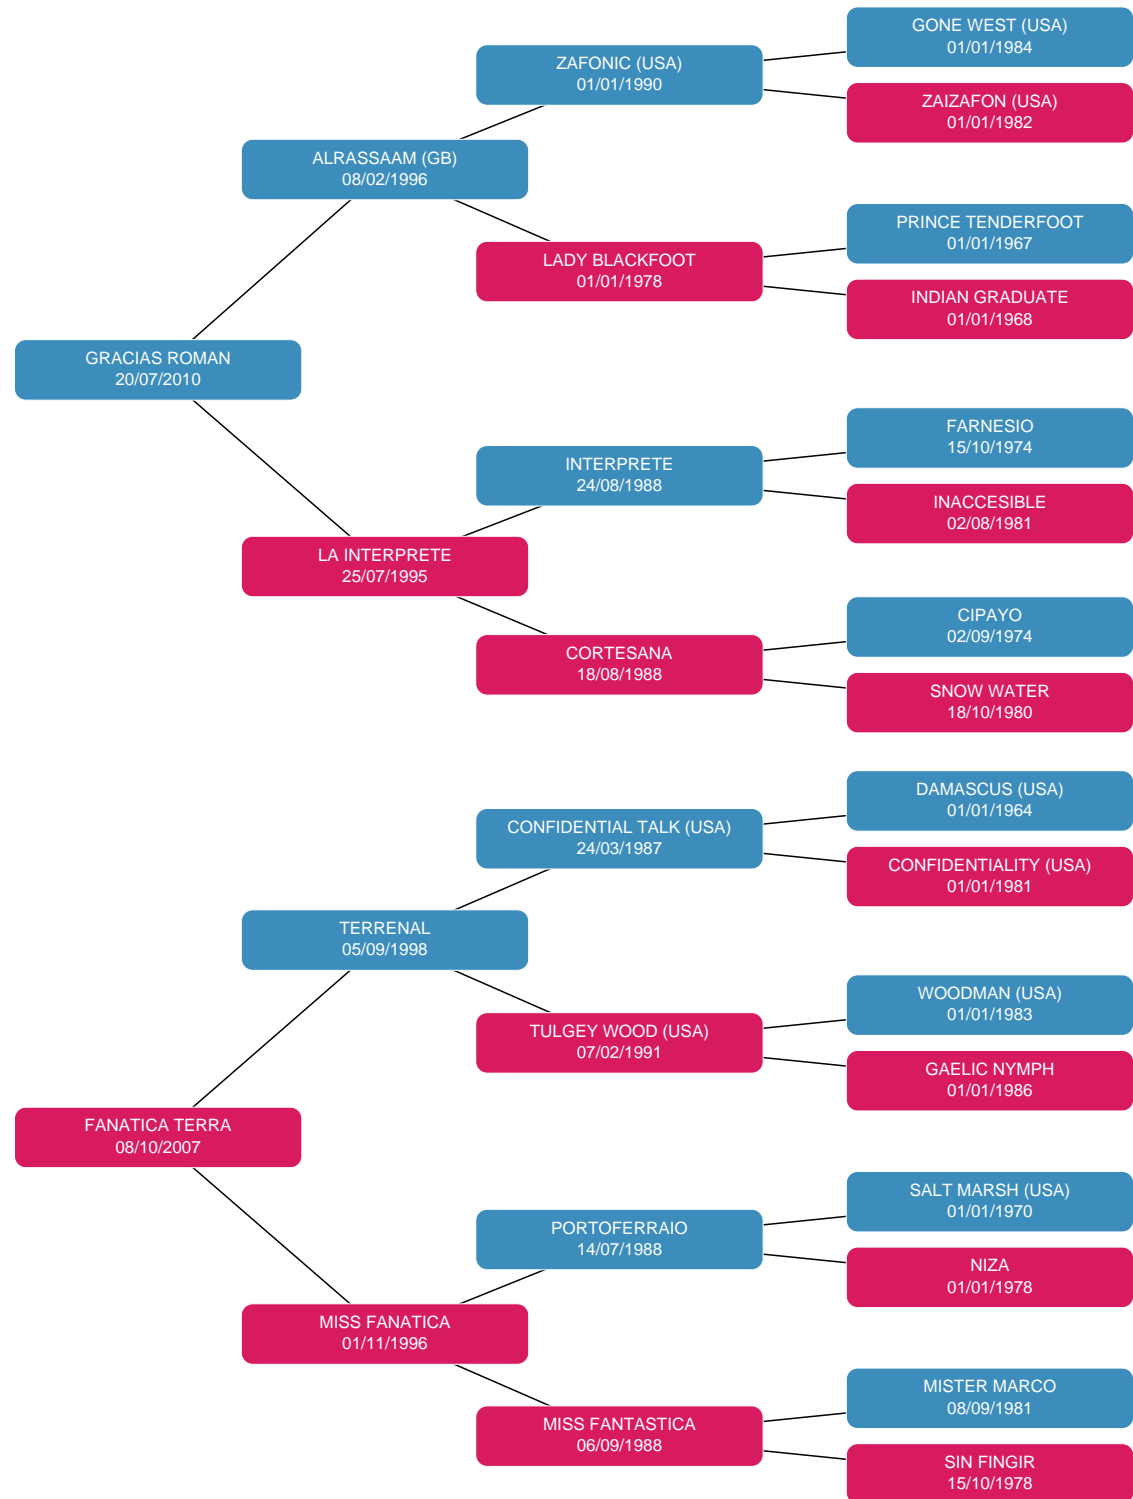 GONE WEST (USA)
01/01/1984
ZAFONIC (USA)
01/01/1990
ZAIZAFON (USA)
01/01/1982
ALRASSAAM (GB)
08/02/1996
PRINCE TENDERFOOT
01/01/1967
LADY BLACKFOOT
01/01/1978
INDIAN GRADUATE
01/01/1968
GRACIAS ROMAN
20/07/2010
FARNESIO
15/10/1974
INTERPRETE
24/08/1988
INACCESIBLE
02/08/1981
LA INTERPRETE
25/07/1995
CIPAYO
02/09/1974
CORTESANA
18/08/1988
SNOW WATER
18/10/1980
DAMASCUS (USA)
01/01/1964
CONFIDENTIAL TALK (USA)
24/03/1987
CONFIDENTIALITY (USA)
01/01/1981
TERRENAL
05/09/1998
WOODMAN (USA)
01/01/1983
TULGEY WOOD (USA)
07/02/1991
GAELIC NYMPH
01/01/1986
FANATICA TERRA
08/10/2007
SALT MARSH (USA)
01/01/1970
PORTOFERRAIO
14/07/1988
NIZA
01/01/1978
MISS FANATICA
01/11/1996
MISTER MARCO
08/09/1981
MISS FANTASTICA
06/09/1988
SIN FINGIR
15/10/1978